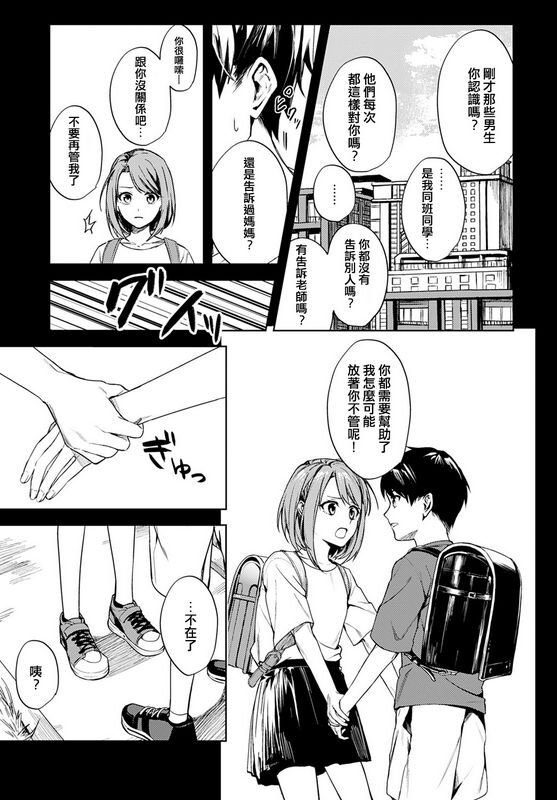 剛才那些男生
你認識嗎？
是我同班同學…
他們每次
都這樣對你嗎？
你都沒有
告訴別人嗎？
有告訴老師嗎？
還是告訴過媽媽？
你很囉嗦—
跟你沒關係吧…
不要再管我了
グイッ
ぎゅっ
你都需要幫助了
我怎麼可能
放著你不管呢！
…不在了
咦？